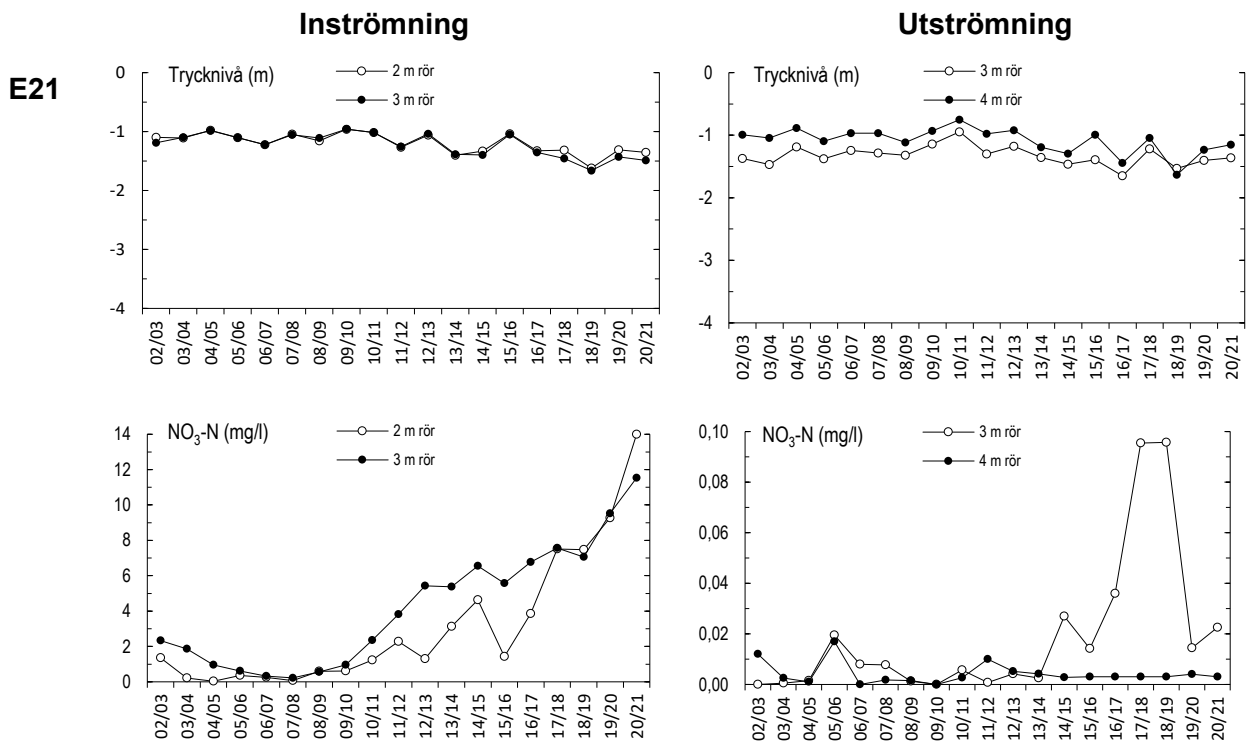 Inströmning
Utströmning
E21
Tryckniva (m)
2 m rör
3 m rör
0
-1
-2
-3
-4
02/03 03/04 04/05 05/06 06/07 07/08 08/09 09/10 10/11 11/12 12/13 13/14 14/15 15/16 16/17 17/18 18/19 19/20 20/21
Trycknivå (m)
3 m rör
4 m rör
0
-1
-2
-3
-4
02/03 03/04 04/05 05/06 06/07 07/08 08/09 09/10 10/11 11/12 12/13 13/14 14/15 15/16 16/17 17/18 18/19 19/20 20/21
NO₃-N (mg/l)
2 m rör
3 m rör
14
12
10
8
6
4
2
0
02/03 03/04 04/05 05/06 06/07 07/08 08/09 09/10 10/11 11/12 12/13 13/14 14/15 15/16 16/17 17/18 18/19 19/20 20/21
NO₃-N (mg/l)
3 m rör
4 m rör
0,10
0,08
0,06
0,04
0,02
0,00
02/03 03/04 04/05 05/06 06/07 07/08 08/09 09/10 10/11 11/12 12/13 13/14 14/15 15/16 16/17 17/18 18/19 19/20 20/21